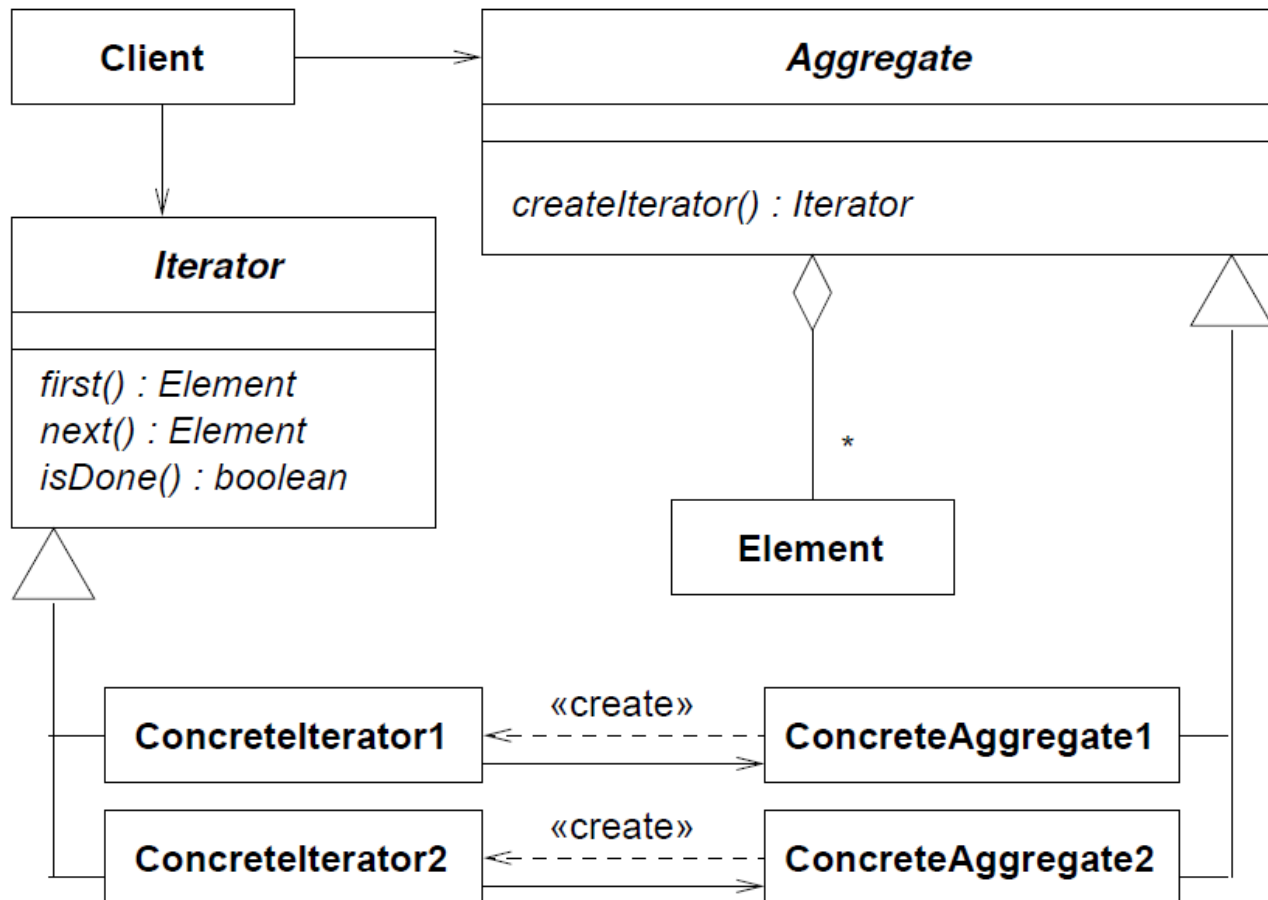 Client
Aggregate
createIterator() : Iterator
Iterator
first() : Element
next() : Element
isDone() : boolean
*
Element
«create»
ConcreteIterator1
ConcreteAggregate1
«create»
ConcreteIterator2
ConcreteAggregate2